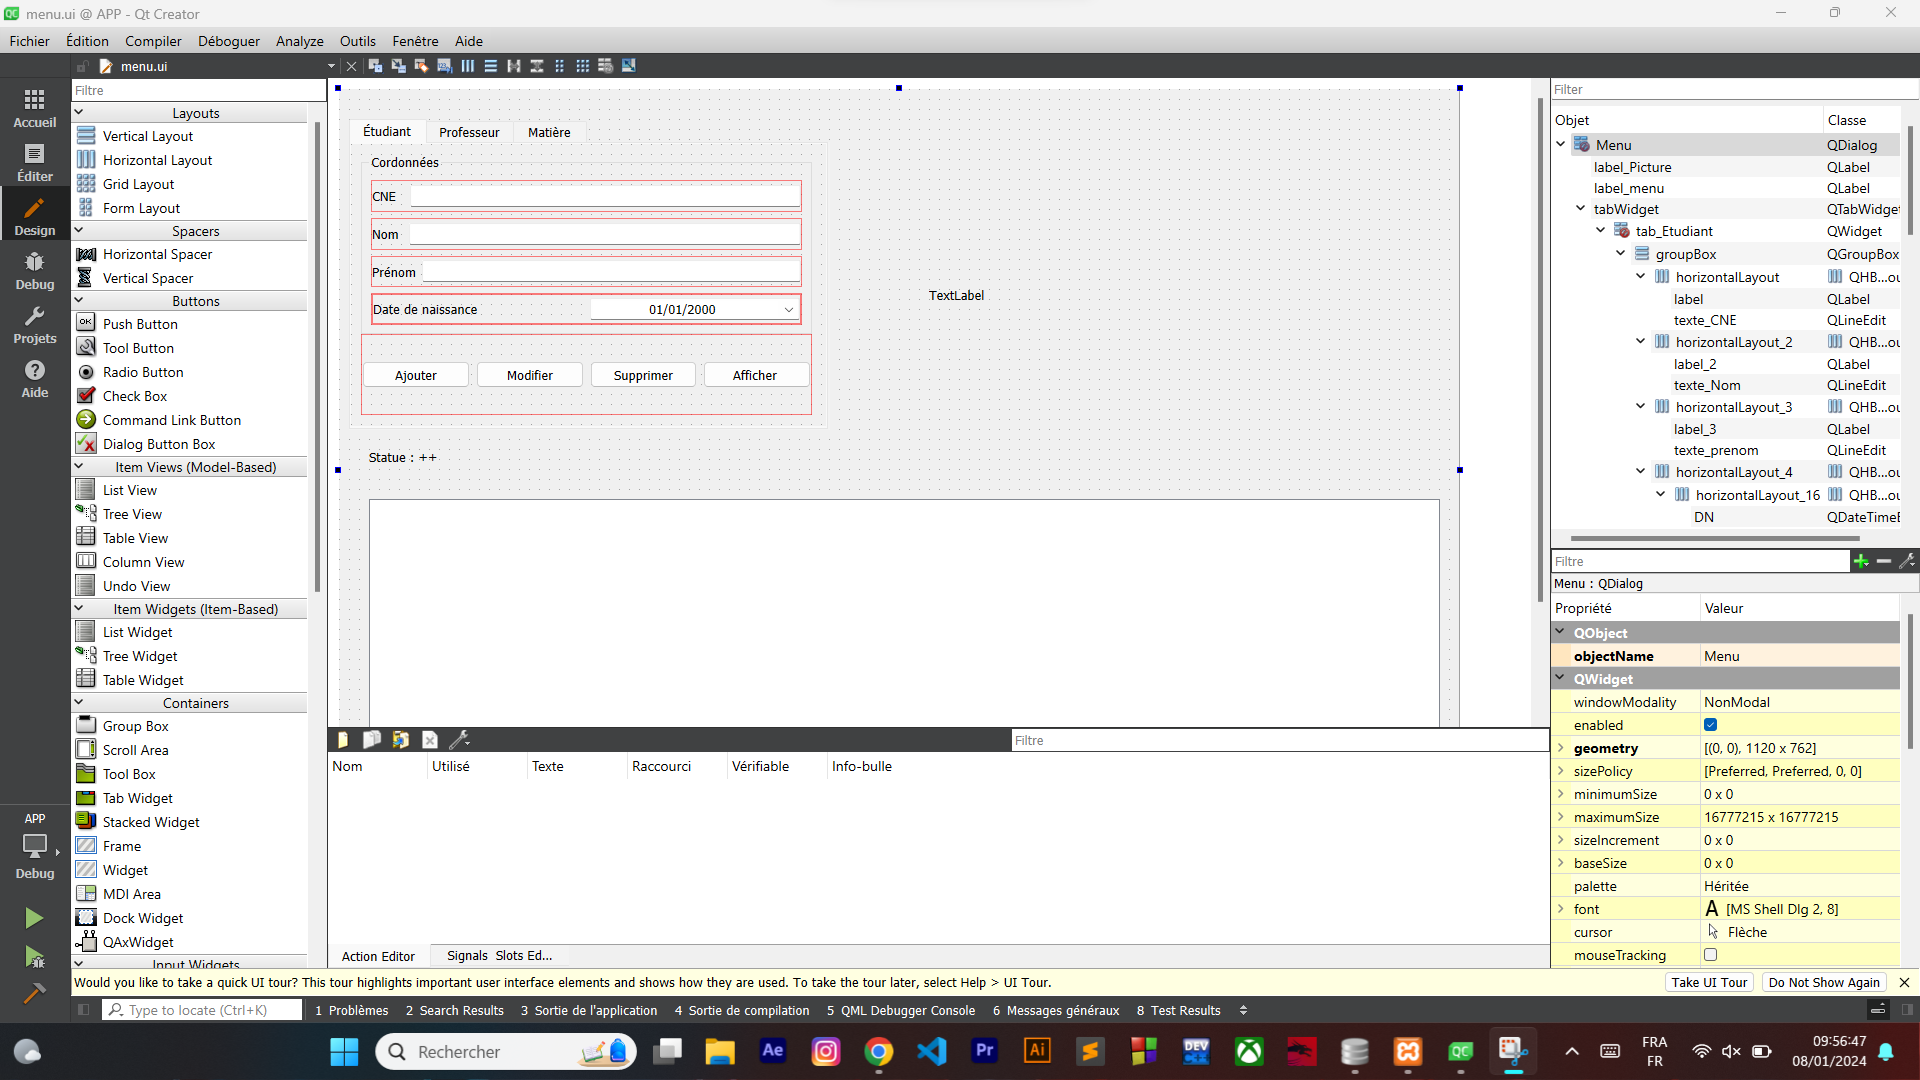 menu.ui @ APP - Qt Creator
Fichier Édition Compiler Déboguer Analyze Outils Fenêtre Aide
menu.ui
Filtre
Layouts
Vertical Layout
Horizontal Layout
Grid Layout
Form Layout
Spacers
Horizontal Spacer
Vertical Spacer
Buttons
Push Button
Tool Button
Radio Button
Check Box
Command Link Button
Dialog Button Box
Item Views (Model-Based)
List View
Tree View
Table View
Column View
Undo View
Item Widgets (Item-Based)
List Widget
Tree Widget
Table Widget
Containers
Group Box
Scroll Area
Tool Box
Tab Widget
Stacked Widget
Frame
Widget
MDI Area
Dock Widget
QAxWidget
Input Widgets
Accueil
Éditer
Design
Debug
Projets
Aide
APP
Debug
Étudiant Professeur Matière
Cordonnées
CNE
Nom
Prénom
Date de naissance 01/01/2000
Ajouter Modifier Supprimer Afficher
TextLabel
Statue : ++
Filtre
Nom Utilisé Texte Raccourci Vérifiable Info-bulle
Action Editor Signals Slots Ed...
Filter
Objet Classe
Menu QDialog
label_Picture QLabel
label_menu QLabel
tabWidget QTabWidget
tab_Etudiant QWidget
groupBox QGroupBox
horizontalLayout QHB...ou
label QLabel
texte_CNE QLineEdit
horizontalLayout_2 QHB...ou
label_2 QLabel
texte_Nom QLineEdit
horizontalLayout_3 QHB...ou
label_3 QLabel
texte_prenom QLineEdit
horizontalLayout_4 QHB...ou
horizontalLayout_16 QHB...ou
DN QDateTimeE
Filtre
Menu : QDialog
Propriété Valeur
QObject
objectName Menu
QWidget
windowModality NonModal
enabled
geometry [(0, 0), 1120 x 762]
sizePolicy [Preferred, Preferred, 0, 0]
minimumSize 0 x 0
maximumSize 16777215 x 16777215
sizeIncrement 0 x 0
baseSize 0 x 0
palette Héritée
font A [MS Shell Dlg 2, 8]
cursor Flèche
mouseTracking
Would you like to take a quick UI tour? This tour highlights important user interface elements and shows how they are used. To take the tour later, select Help > UI Tour. Take UI Tour Do Not Show Again
Type to locate (Ctrl+K) 1 Problèmes 2 Search Results 3 Sortie de l'application 4 Sortie de compilation 5 QML Debugger Console 6 Messages généraux 8 Test Results
Rechercher
Ae
Pr
Ai
DEV
QC
FRA
FR
09:56:47
08/01/2024